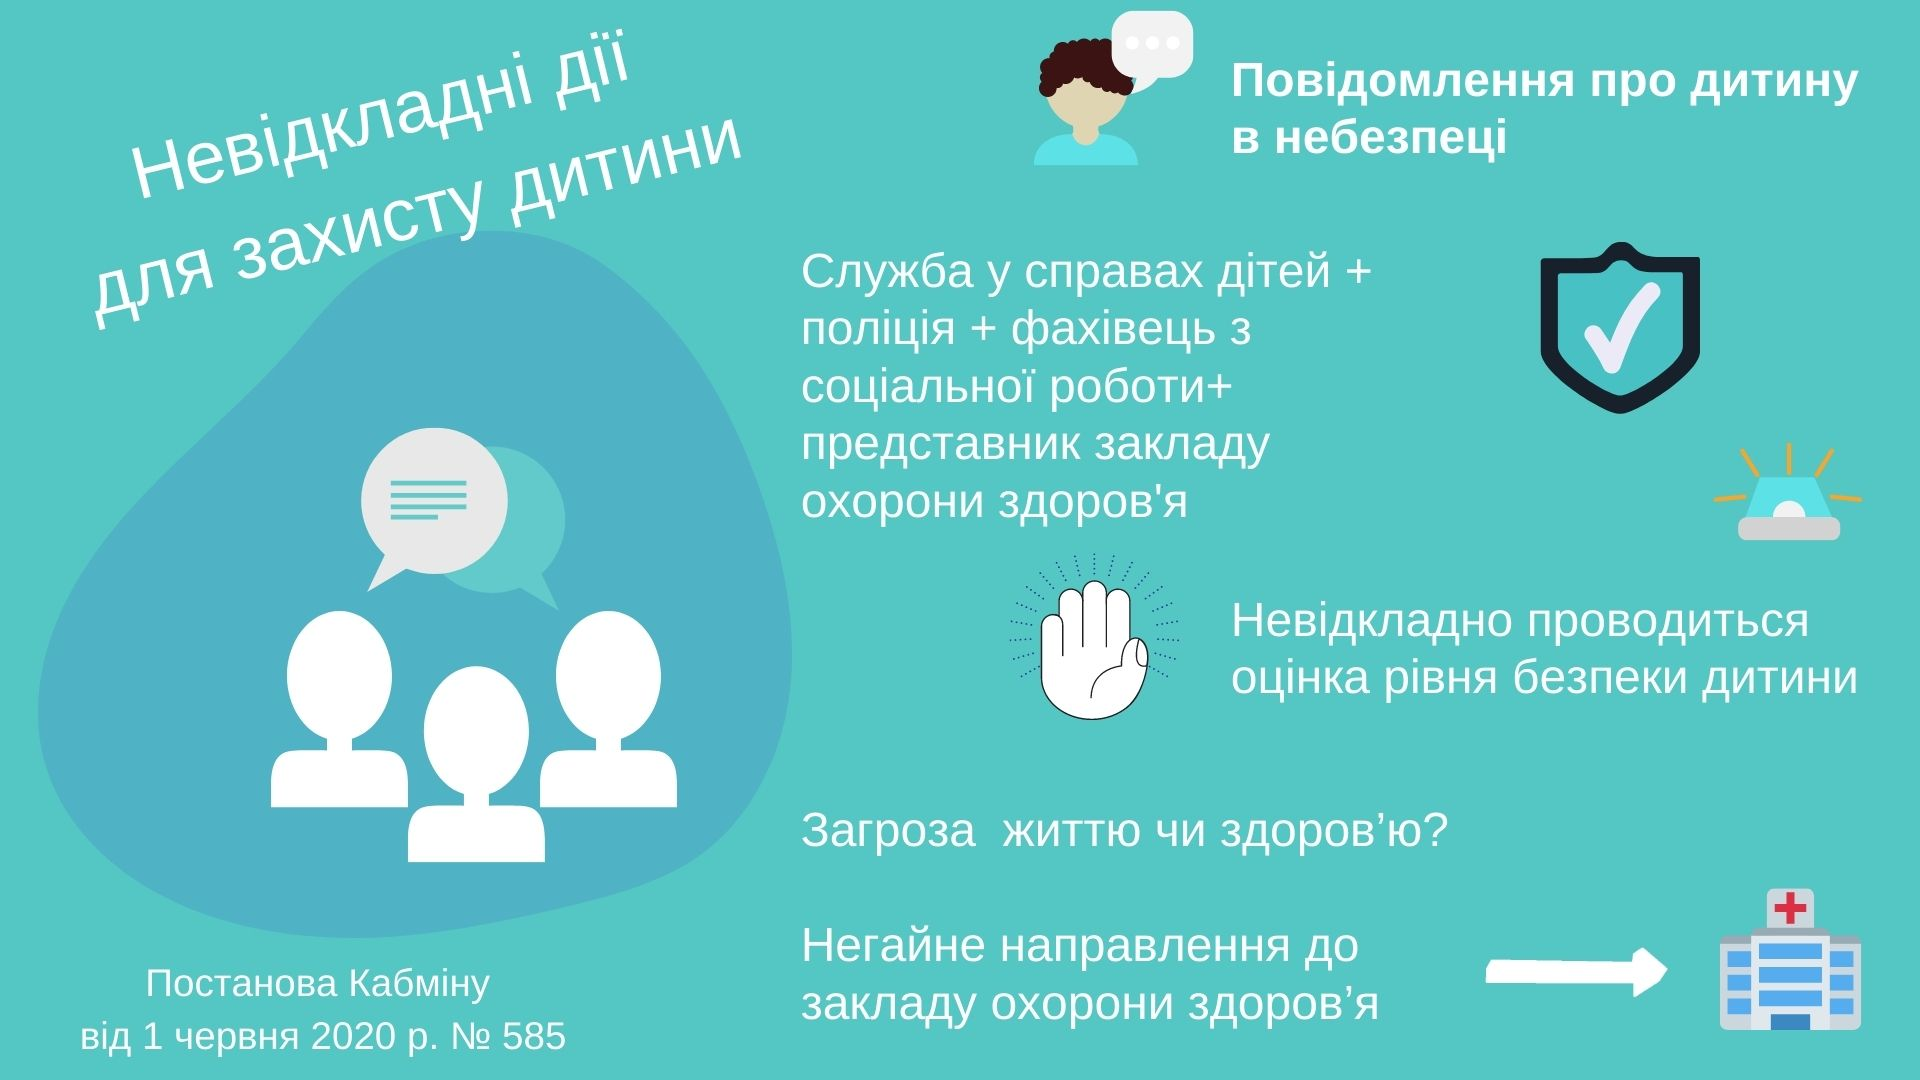 Невідкладні дії
для захисту дитини
Повідомлення про дитину
в небезпеці
Служба у справах дітей +
поліція + фахівець з
соціальної роботи+
представник закладу
охорони здоров'я
Невідкладно проводиться
оцінка рівня безпеки дитини
Загроза  життю чи здоров’ю?
Негайне направлення до
закладу охорони здоров’я
Постанова Кабміну
від 1 червня 2020 р. № 585